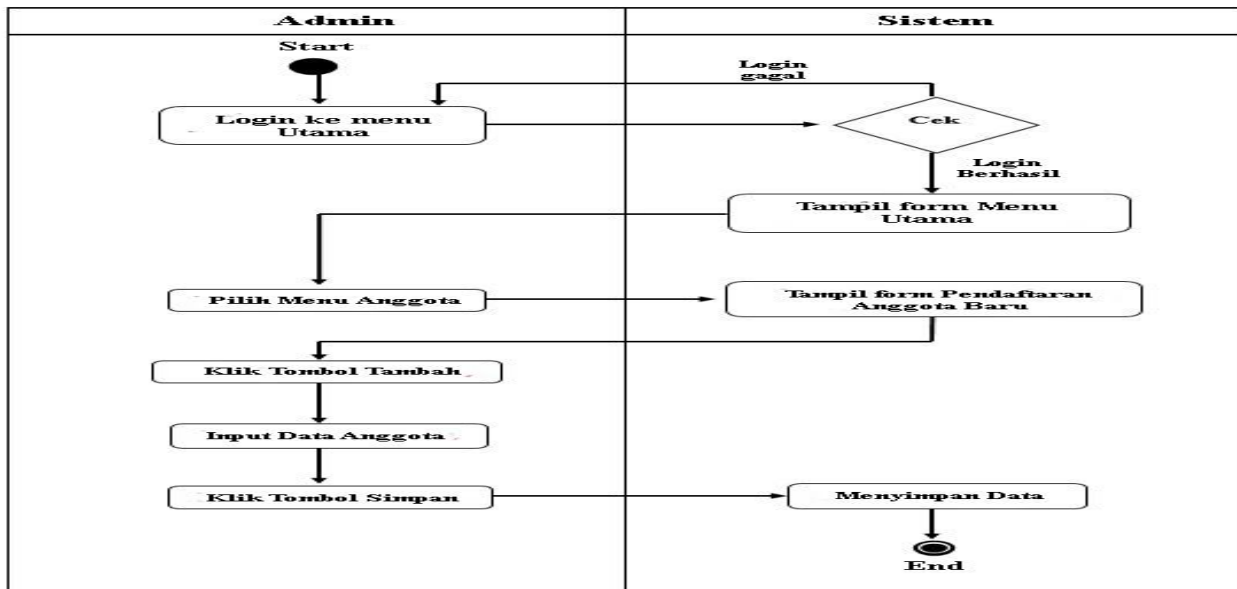 Admin
Sistem
Start
Login
gagal
Login ke menu
Utama
Cek
Login
Berhasil
Tampil form Menu
Utama
Pilih Menu Anggota
Tampil form Pendaftaran
Anggota Baru
Klik Tombol Tambah
Input Data Anggota
Klik Tombol Simpan
Menyimpan Data
End